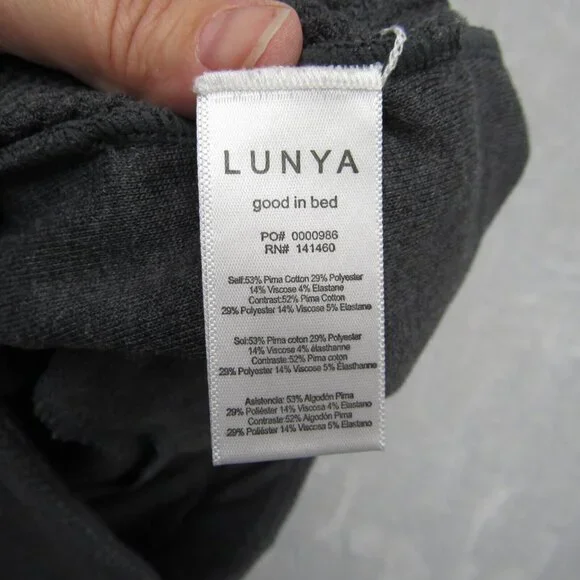 LUNYA
good in bed
PO# 0000986
RN# 141460
Self:53% Pima Cotton 29% Polyester
14% Viscose 4% Elastane
Contrast:52% Pima Cotton
29% Polyester 14% Viscose 5% Elastane
Soi:53% Pima coton 29% Polyester
14% Viscose 4% élasthanne
Contraste:52% Pima coton
29% Polyester 14% Viscose 5% élasthanne
Asistencia: 53% Algodón Pima
29% Poliéster 14% Viscosa 4% Elastano
Contraste:52% Algodón Pima
29% Poliéster 14% Viscosa 5% Elastano